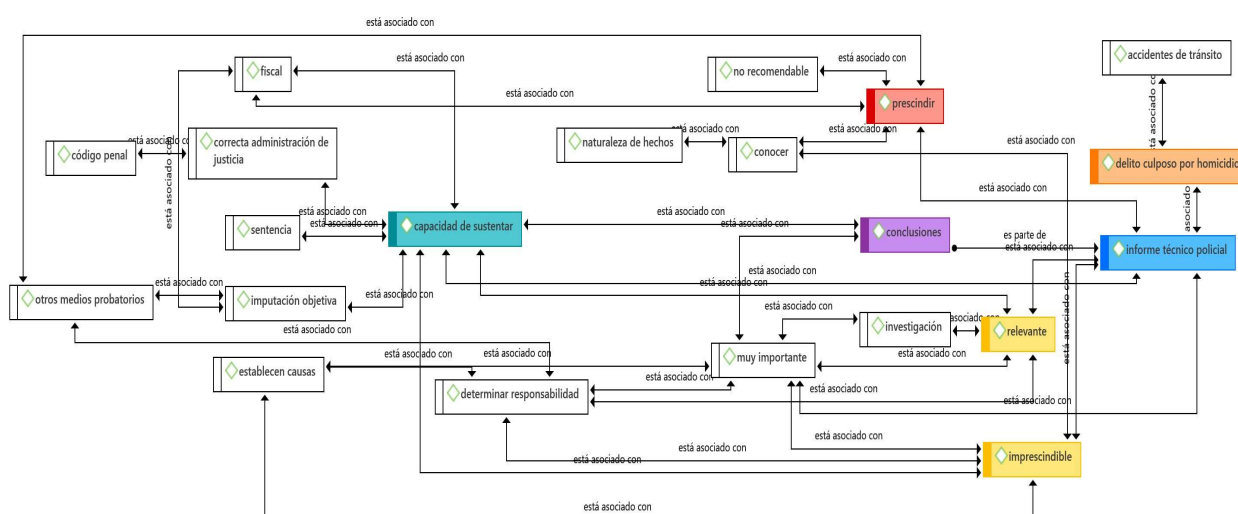 está asociado con
accidentes de tránsito
fiscal
está asociado con
no recomendable
está asociado con
prescindir
está asociado con
código penal
está asociado con
correcta administración de
justicia
está asociado con
naturaleza de hechos
está asociado con
conocer
está asociado con
está asociado con
está asociado con
delito culposo por homicidio
está asociado con
asociado
sentencia
está asociado con
está asociado con
capacidad de sustentar
está asociado con
conclusiones
es parte de
está asociado con
informe técnico policial
otros medios probatorios
está asociado con
imputación objetiva
está asociado con
está asociado con
está asociado con
está asociado con
está asociado con
investigación
relevante
está asociado con
establecen causas
está asociado con
está asociado con
muy importante
está asociado con
determinar responsabilidad
está asociado con
está asociado con
está asociado con
está asociado con
está asociado con
está asociado con
está asociado con
imprescindible
está asociado con